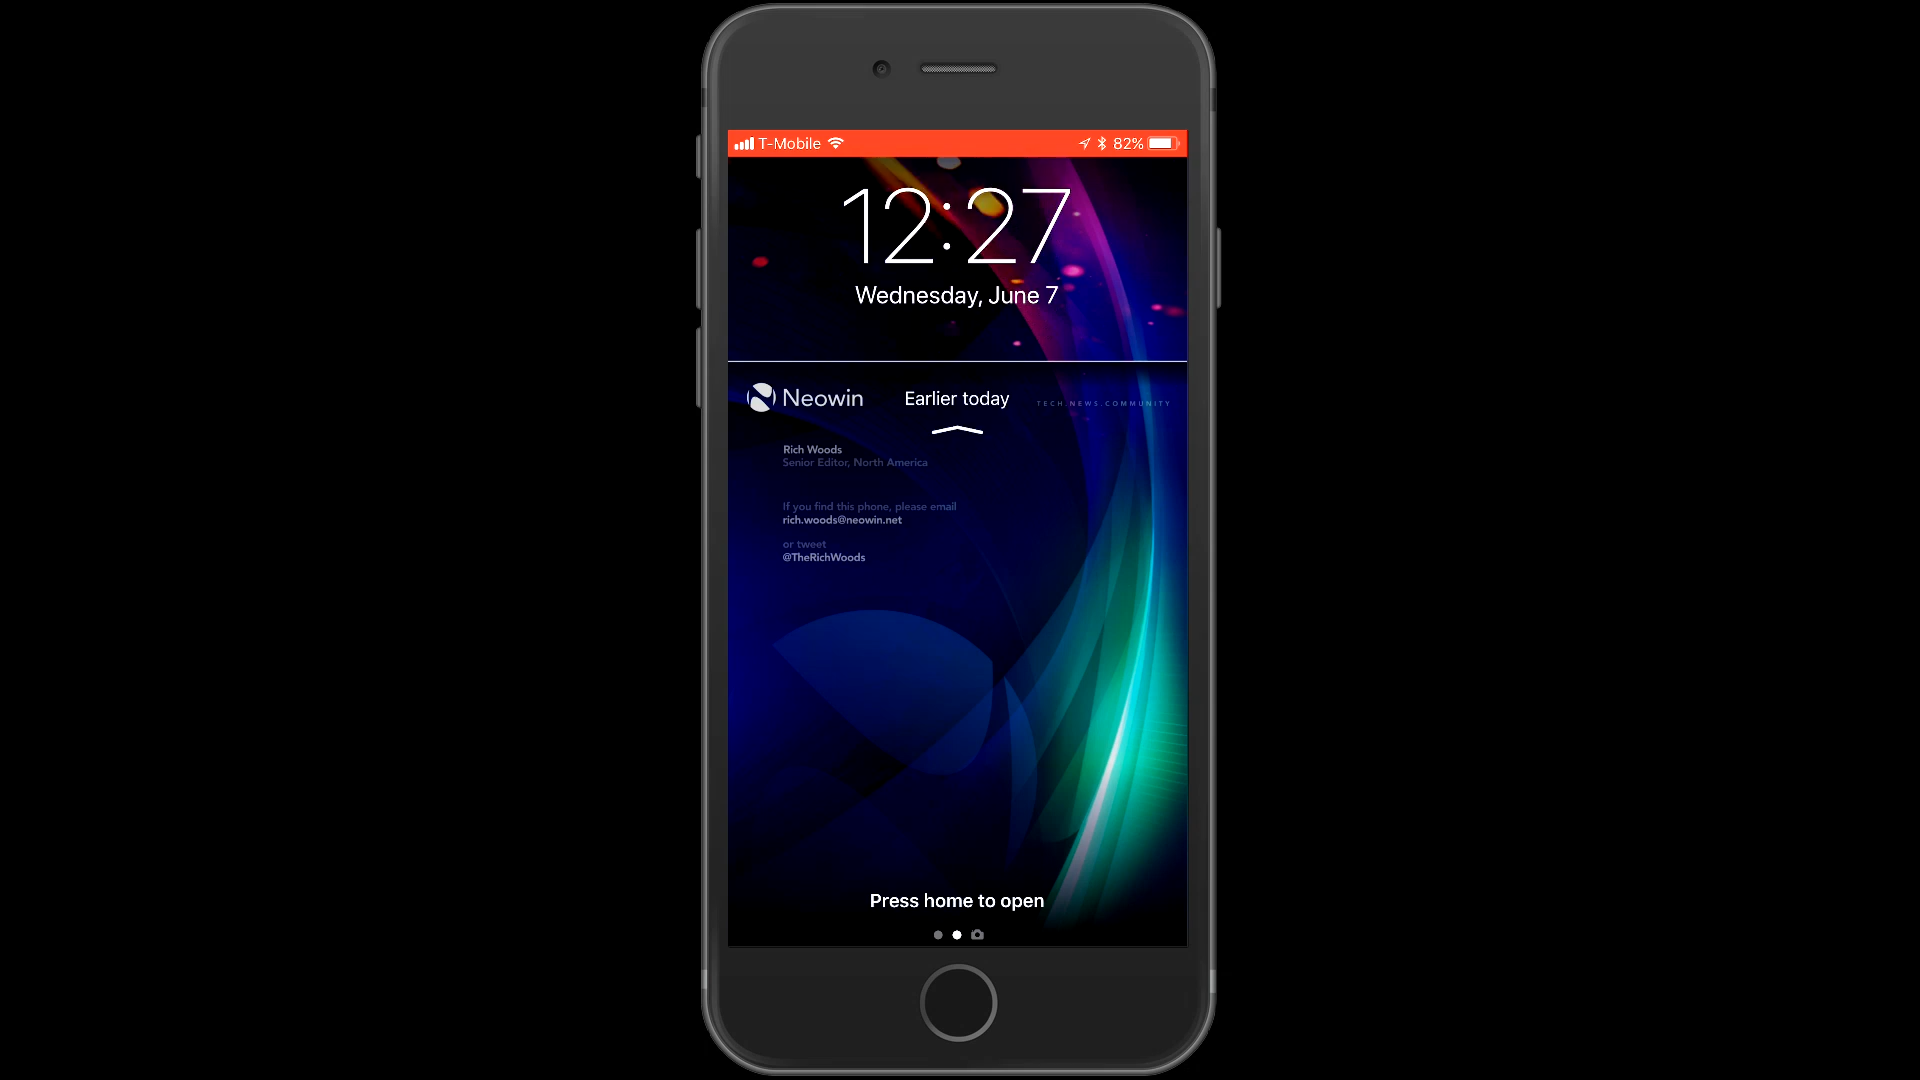 T-Mobile 82%
12:27
Wednesday, June 7
Neowin Earlier today TECH.NEWS.COMMUNITY
Rich Woods
Senior Editor, North America
If you find this phone, please email
rich.woods@neowin.net
or tweet
@TheRichWoods
Press home to open